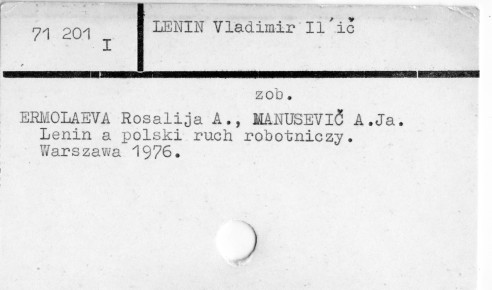 71 201
I
LENIN Vladimir Il´ič
zob.
ERMOLAEVA Rosalija A., MANUSEVIČ A.Ja.
Lenin a polski ruch robotniczy.
Warszawa 1976.